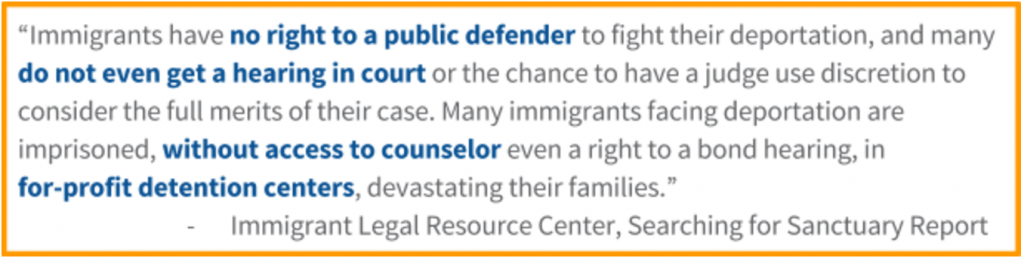 “Immigrants have no right to a public defender to fight their deportation, and many
do not even get a hearing in court or the chance to have a judge use discretion to
consider the full merits of their case. Many immigrants facing deportation are
imprisoned, without access to counselor even a right to a bond hearing, in
for-profit detention centers, devastating their families.”
- Immigrant Legal Resource Center, Searching for Sanctuary Report